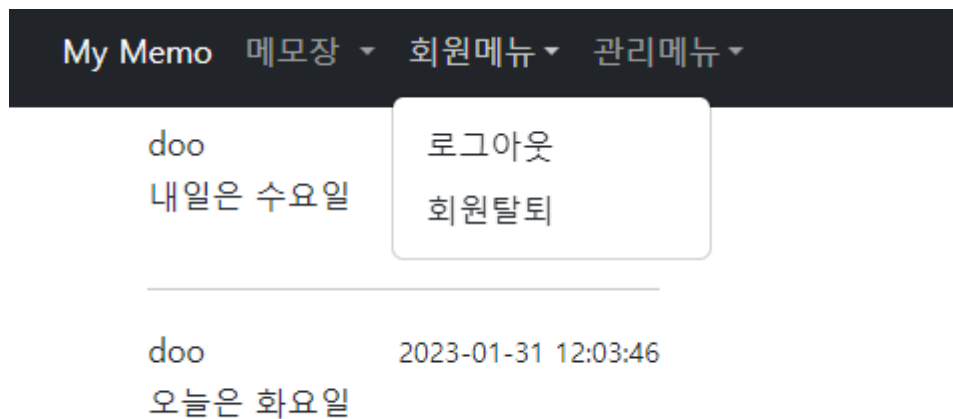 My Memo 메모장 회원메뉴 관리메뉴
로그아웃
회원탈퇴
doo
내일은 수요일
doo 2023-01-31 12:03:46
오늘은 화요일